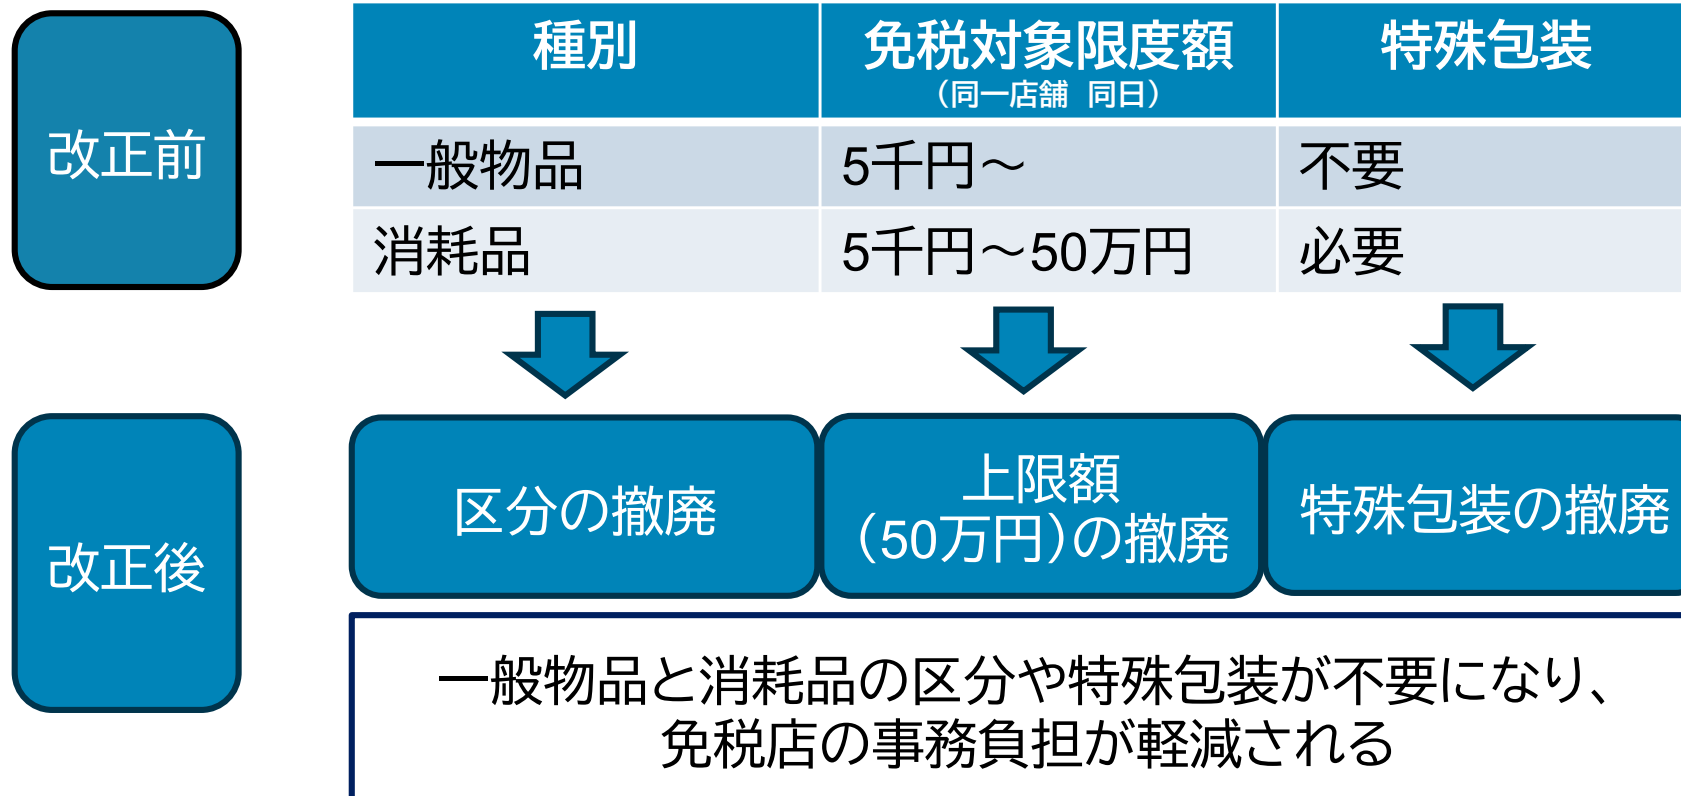 改正前
種別
免税対象限度額
（同一店舗 同日）
特殊包装
一般物品
5千円～
不要
消耗品
5千円～50万円
必要
改正後
区分の撤廃
上限額
（50万円）の撤廃
特殊包装の撤廃
一般物品と消耗品の区分や特殊包装が不要になり、
免税店の事務負担が軽減される